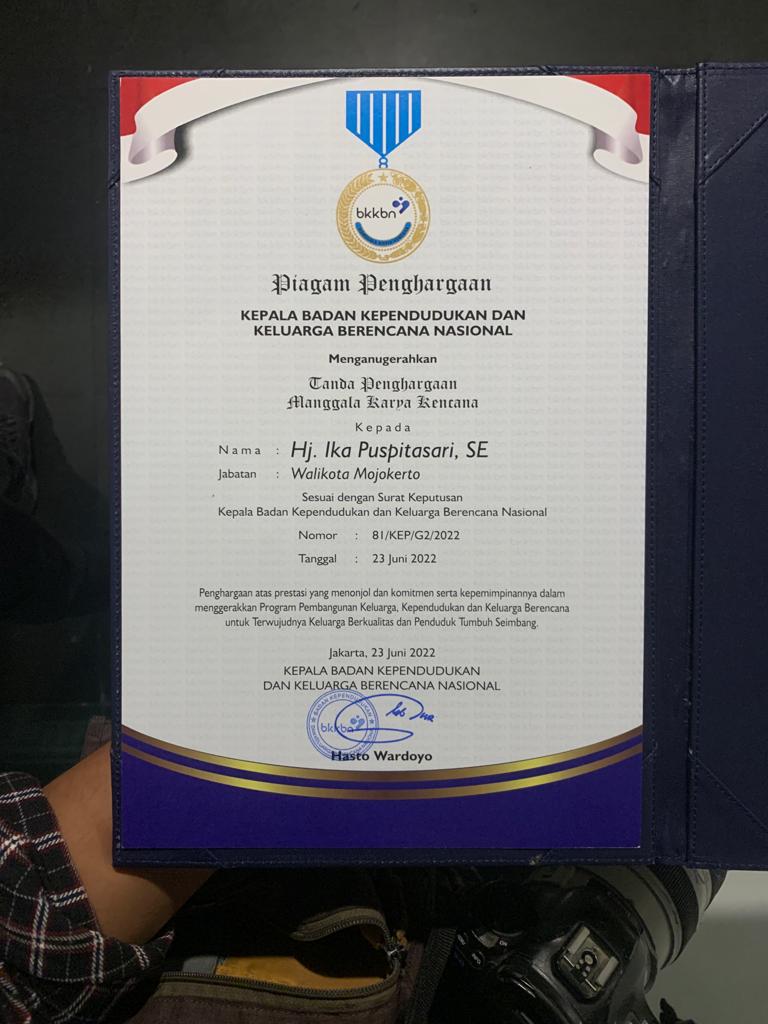 bkkbn
Piagam Penghargaan
KEPALA BADAN KEPENDUDUKAN DAN
KELUARGA BERENCANA NASIONAL
Menganugerahkan
Tanda Penghargaan
Manggala Karya Kencana
Kepada
Nama : Hj. Ika Puspitasari, SE
Jabatan : Walikota Mojokerto
Sesuai dengan Surat Keputusan
Kepala Badan Kependudukan dan Keluarga Berencana Nasional
Nomor : 81/KEP/G2/2022
Tanggal : 23 Juni 2022
Penghargaan atas prestasi yang menonjol dan komitmen serta kepemimpinannya dalam
menggerakkan Program Pembangunan Keluarga, Kependudukan dan Keluarga Berencana
untuk Terwujudnya Keluarga Berkualitas dan Penduduk Tumbuh Seimbang.
Jakarta, 23 Juni 2022
KEPALA BADAN KEPENDUDUKAN
DAN KELUARGA BERENCANA NASIONAL
bkkbn
Hasto Wardoyo